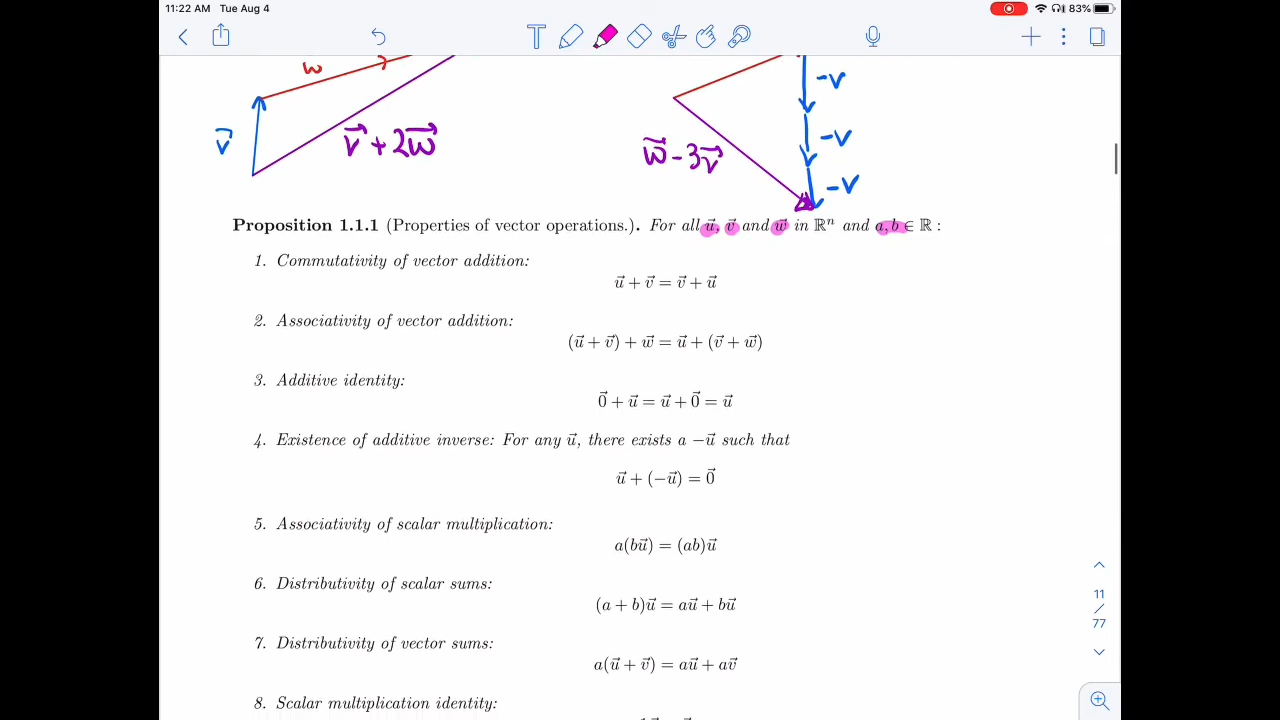 11:22 AM Tue Aug 4
83%
w
v⃗
v⃗ + 2w⃗
-v
-v
-v
w⃗ - 3v⃗
Proposition 1.1.1 (Properties of vector operations.). For all u⃗, v⃗ and w⃗ in ℝⁿ and a, b ∈ ℝ :
1. Commutativity of vector addition:
u⃗ + v⃗ = v⃗ + u⃗
2. Associativity of vector addition:
(u⃗ + v⃗) + w⃗ = u⃗ + (v⃗ + w⃗)
3. Additive identity:
0⃗ + u⃗ = u⃗ + 0⃗ = u⃗
4. Existence of additive inverse: For any u⃗, there exists a −u⃗ such that
u⃗ + (−u⃗) = 0⃗
5. Associativity of scalar multiplication:
a(bu⃗) = (ab)u⃗
6. Distributivity of scalar sums:
(a + b)u⃗ = au⃗ + bu⃗
7. Distributivity of vector sums:
a(u⃗ + v⃗) = au⃗ + av⃗
8. Scalar multiplication identity:
11
/
77